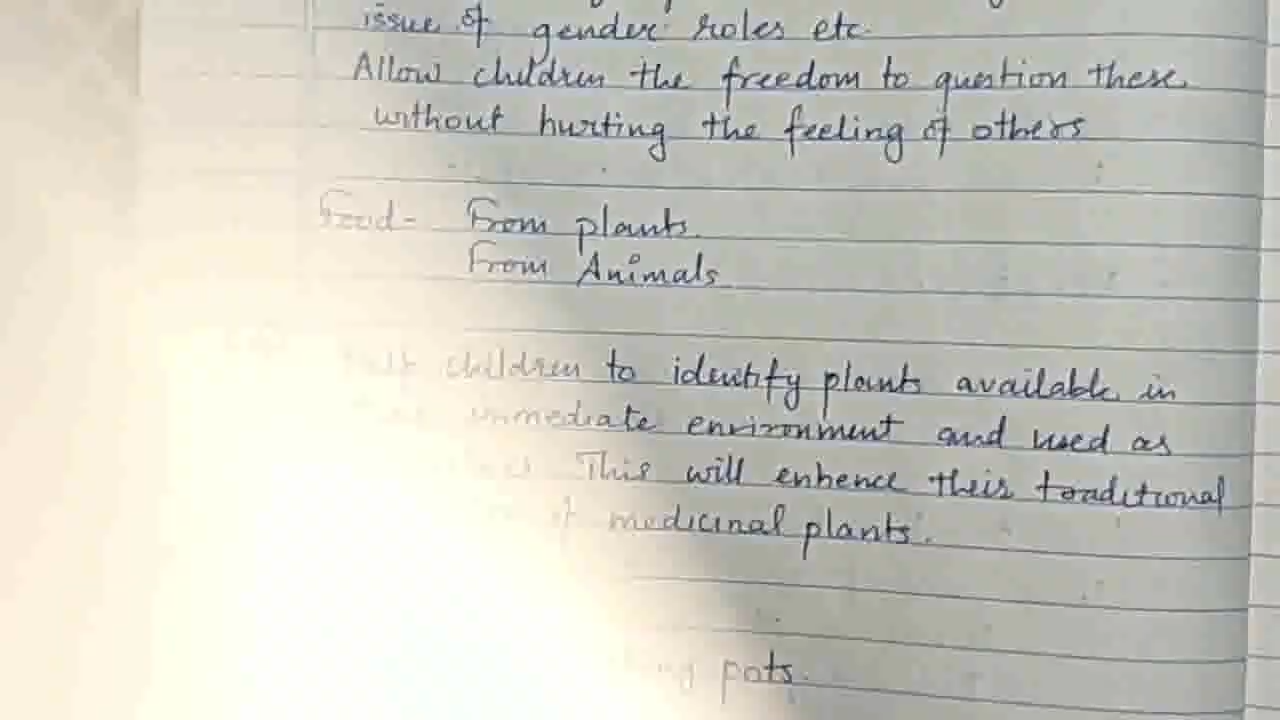 issue of gender roles etc.
Allow children the freedom to question these
without hurting the feeling of others
Food - From plants.
From Animals
children to identify plants available in
immediate environment and used as
This will enhence their traditional
of medicinal plants.
pots.